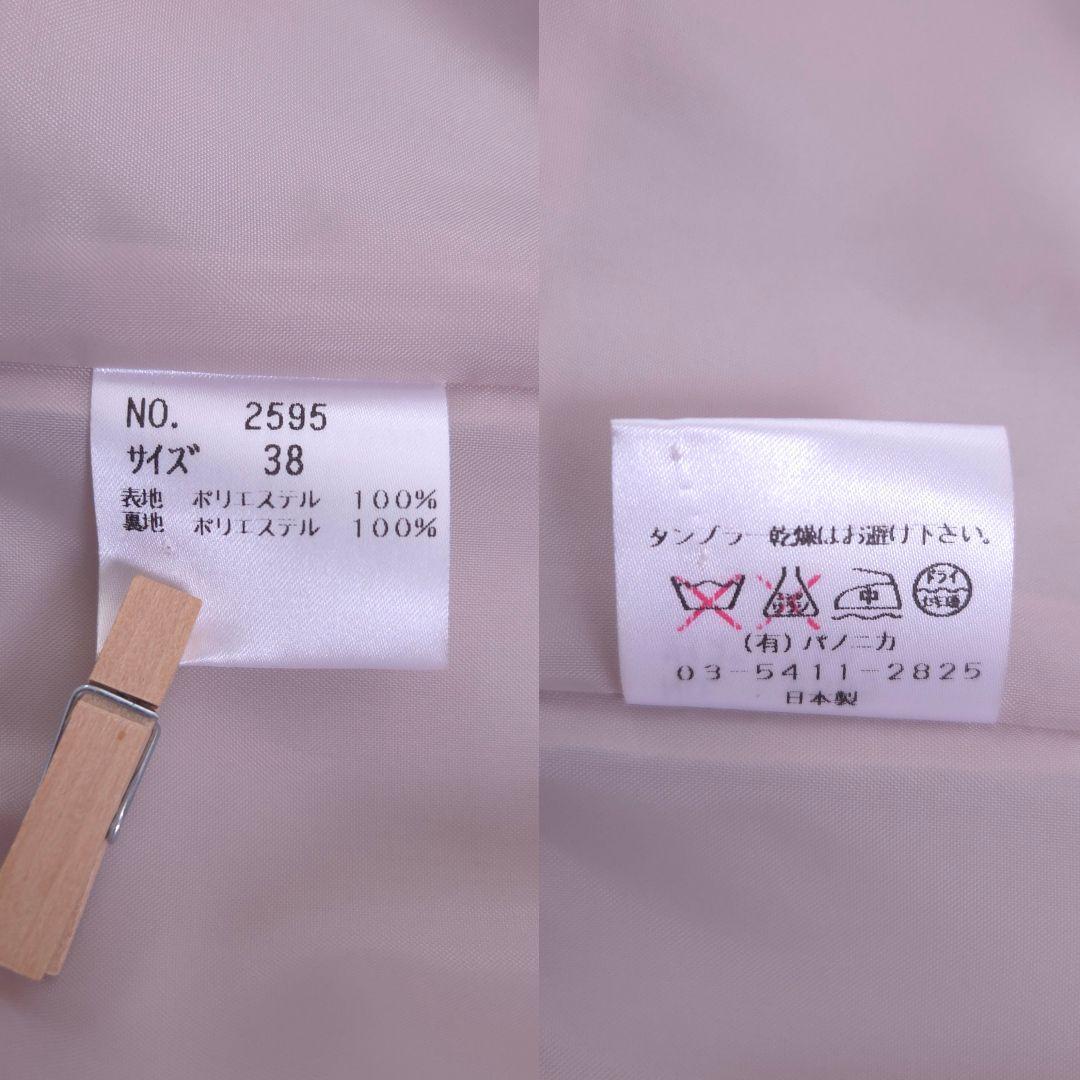 NO. 2595
サイズ 38
表地 ポリエステル 100%
裏地 ポリエステル 100%
タンブラー乾燥はお避け下さい。
中
ドライ
(有)パノニカ
03-5411-2825
日本製